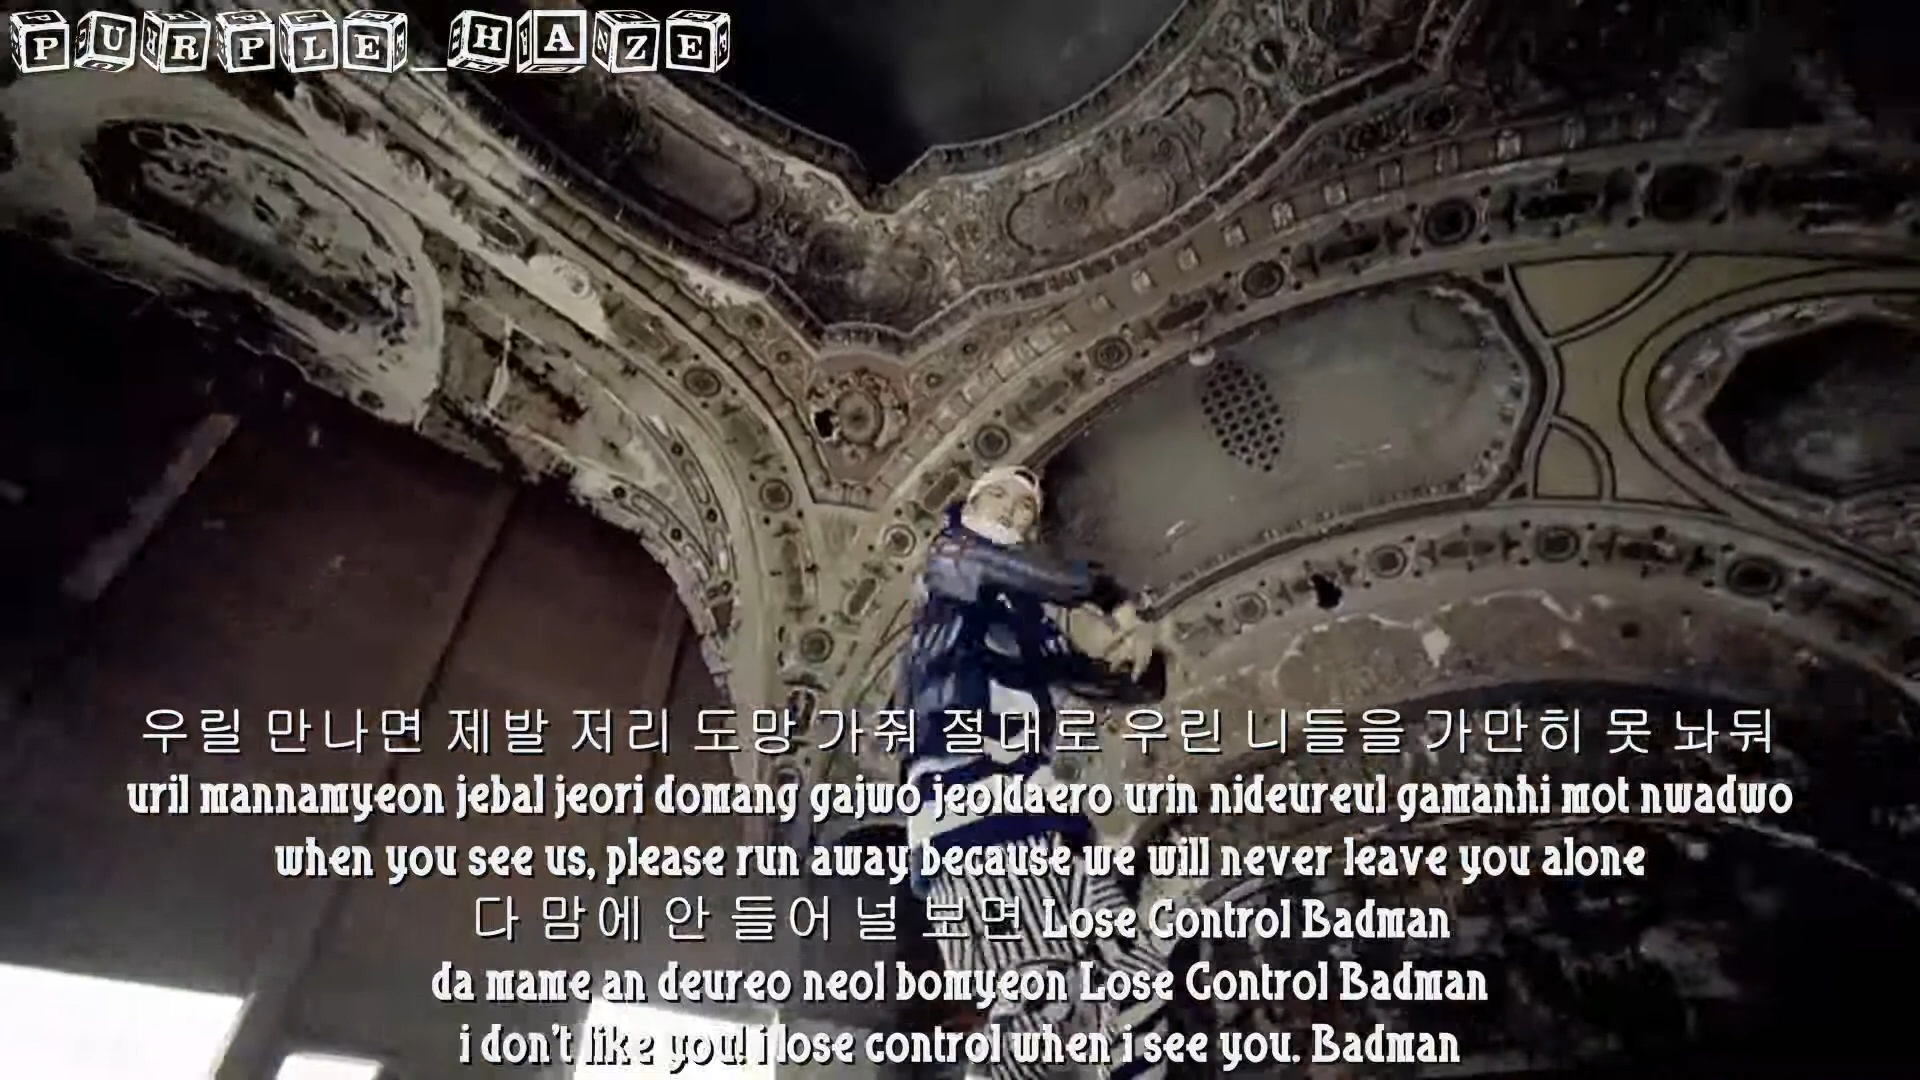 PURPLE_HAZE
우릴 만나면 제발 저리 도망 가줘 절대로 우린 니들을 가만히 못 놔둬
uril mannamyeon jebal jeori domang gajwo jeoldaero urin nideureul gamanhi mot nwadwo
when you see us, please run away because we will never leave you alone
다 맘에 안 들어 널 보면 Lose Control Badman
da mame an deureo neol bomyeon Lose Control Badman
i don't like you! i lose control when i see you. Badman